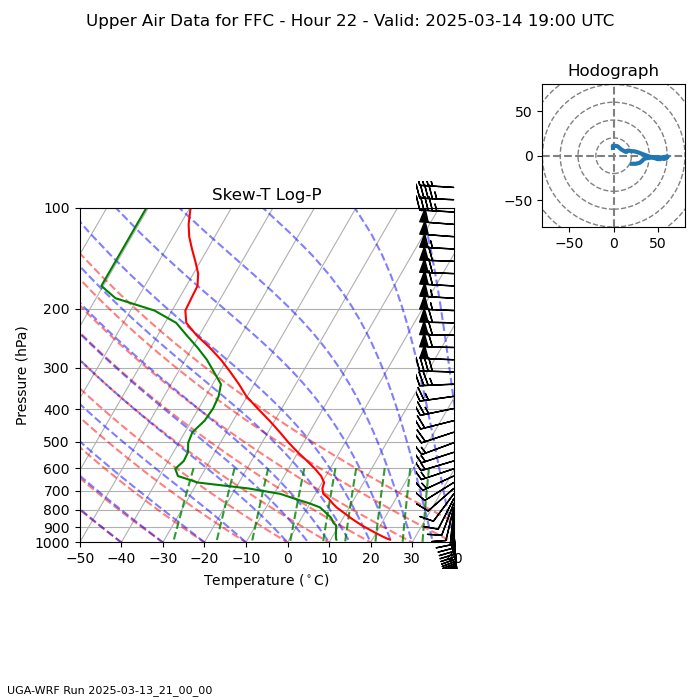 Upper Air Data for FFC - Hour 22 - Valid: 2025-03-14 19:00 UTC
Hodograph
50
0
−50
−50 0 50
Skew-T Log-P
100
200
300
400
500
600
700
800
900
1000
Pressure (hPa)
−50 −40 −30 −20 −10 0 10 20 30
Temperature (°C)
UGA-WRF Run 2025-03-13_21_00_00